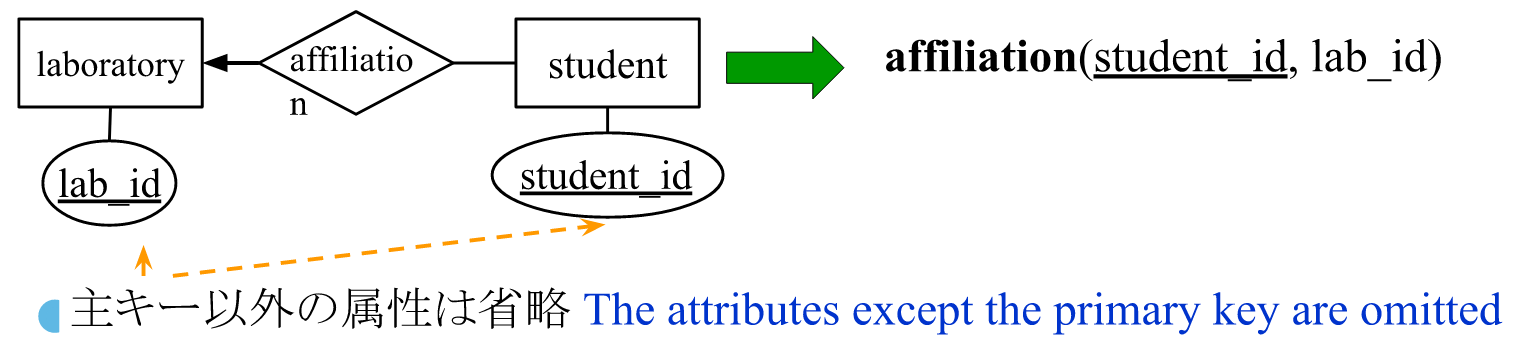 laboratory
affiliatio
n
student
affiliation(student_id, lab_id)
lab_id
student_id
主キー以外の属性は省略 The attributes except the primary key are omitted